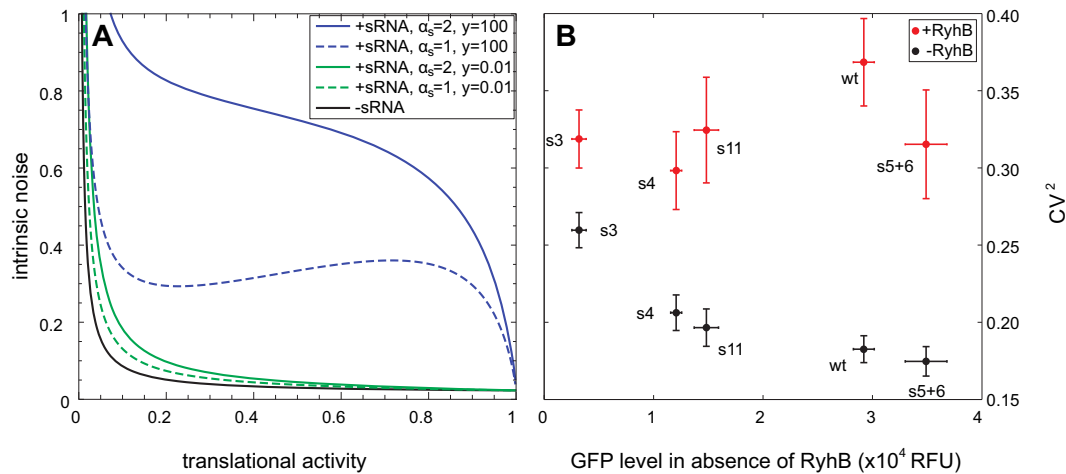 A
+sRNA, αs=2, y=100
+sRNA, αs=1, y=100
+sRNA, αs=2, y=0.01
+sRNA, αs=1, y=0.01
-sRNA
intrinsic noise
1
0.8
0.6
0.4
0.2
0
0
0.2
0.4
0.6
0.8
1
translational activity
B
+RyhB
-RyhB
s3
s4
s11
wt
s5+6
s3
s4
s11
wt
s5+6
0.40
0.35
0.30
0.25
0.20
0.15
CV²
0
1
2
3
4
GFP level in absence of RyhB (x10⁴ RFU)